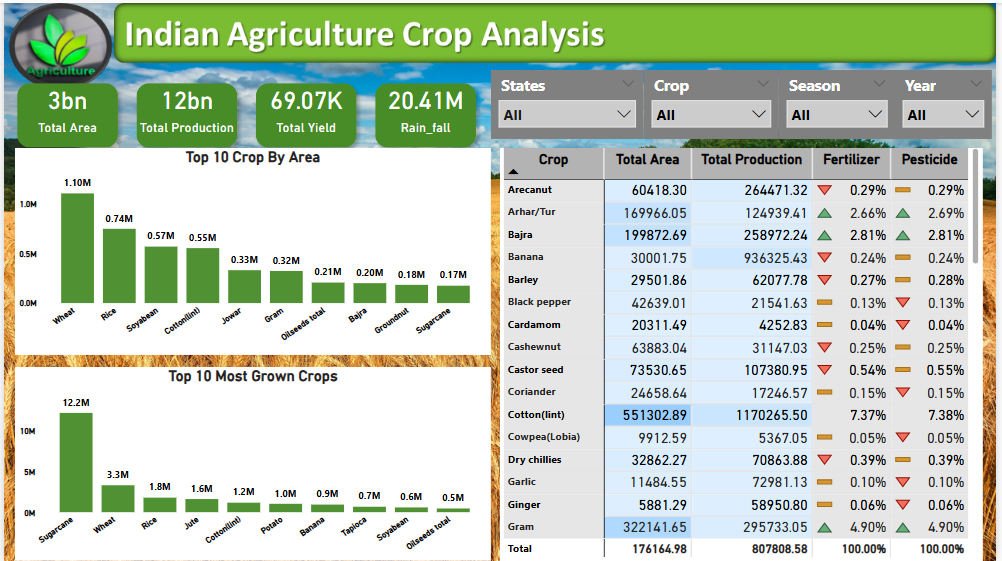 Indian Agriculture Crop Analysis
Agriculture
3bn
Total Area
12bn
Total Production
69.07K
Total Yield
20.41M
Rain_fall
States
All
Crop
All
Season
All
Year
All
Top 10 Crop By Area
1.0M
0.5M
0.0M
1.10M
0.74M
0.57M
0.55M
0.33M
0.32M
0.21M
0.20M
0.18M
0.17M
Wheat
Rice
Soyabean
Cotton(lint)
Jowar
Gram
Oilseeds total
Bajra
Groundnut
Sugarcane
Top 10 Most Grown Crops
10M
5M
0M
12.2M
3.3M
1.8M
1.6M
1.2M
1.0M
0.9M
0.7M
0.6M
0.5M
Sugarcane
Wheat
Rice
Jute
Cotton(lint)
Potato
Banana
Tapioca
Soyabean
Oilseeds total
Crop Total Area Total Production Fertilizer Pesticide
Arecanut 60418.30 264471.32 0.29% 0.29%
Arhar/Tur 169966.05 124939.41 2.66% 2.69%
Bajra 199872.69 258972.24 2.81% 2.81%
Banana 30001.75 936325.43 0.24% 0.24%
Barley 29501.86 62077.78 0.27% 0.28%
Black pepper 42639.01 21541.63 0.13% 0.13%
Cardamom 20311.49 4252.83 0.04% 0.04%
Cashewnut 63883.04 31147.03 0.25% 0.25%
Castor seed 73530.65 107380.95 0.54% 0.55%
Coriander 24658.64 17246.57 0.15% 0.15%
Cotton(lint) 551302.89 1170265.50 7.37% 7.38%
Cowpea(Lobia) 9912.59 5367.05 0.05% 0.05%
Dry chillies 32862.27 70863.88 0.39% 0.39%
Garlic 11484.55 72981.13 0.10% 0.10%
Ginger 5881.29 58950.80 0.06% 0.06%
Gram 322141.65 295733.05 4.90% 4.90%
Total 176164.98 807808.58 100.00% 100.00%